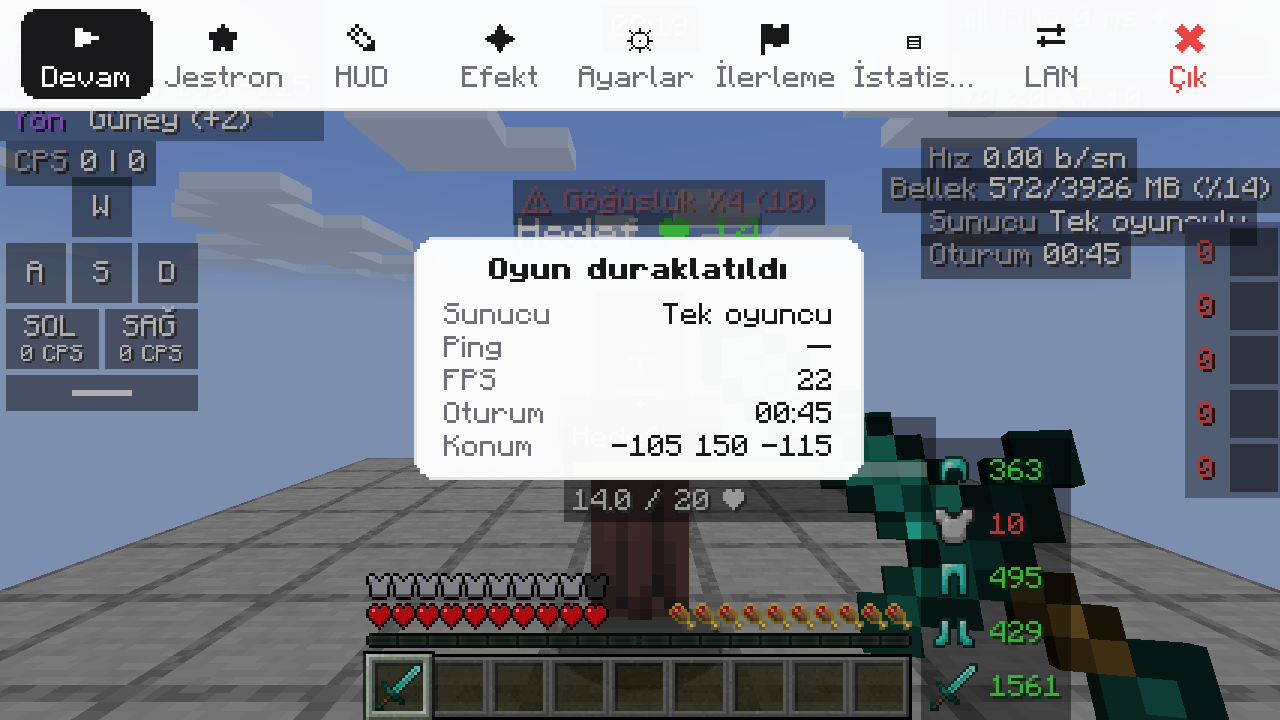 Devam
Jestron
HUD
Efekt
Ayarlar
İlerleme
İstatis...
LAN
Çık
Yön Güney (+Z)
CPS 0 | 0
W
A
S
D
SOL
0 CPS
SAĞ
0 CPS
Göğüslük %4 (10)
Hedef -14
Hız 0.00 b/sn
Bellek 572/3926 MB (%14)
Sunucu Tek oyunculu
Oturum 00:45
0
0
0
0
0
Oyun duraklatıldı
Sunucu Tek oyuncu
Ping —
FPS 22
Oturum 00:45
Konum -105 150 -115
14.0 / 20
363
10
495
429
1561